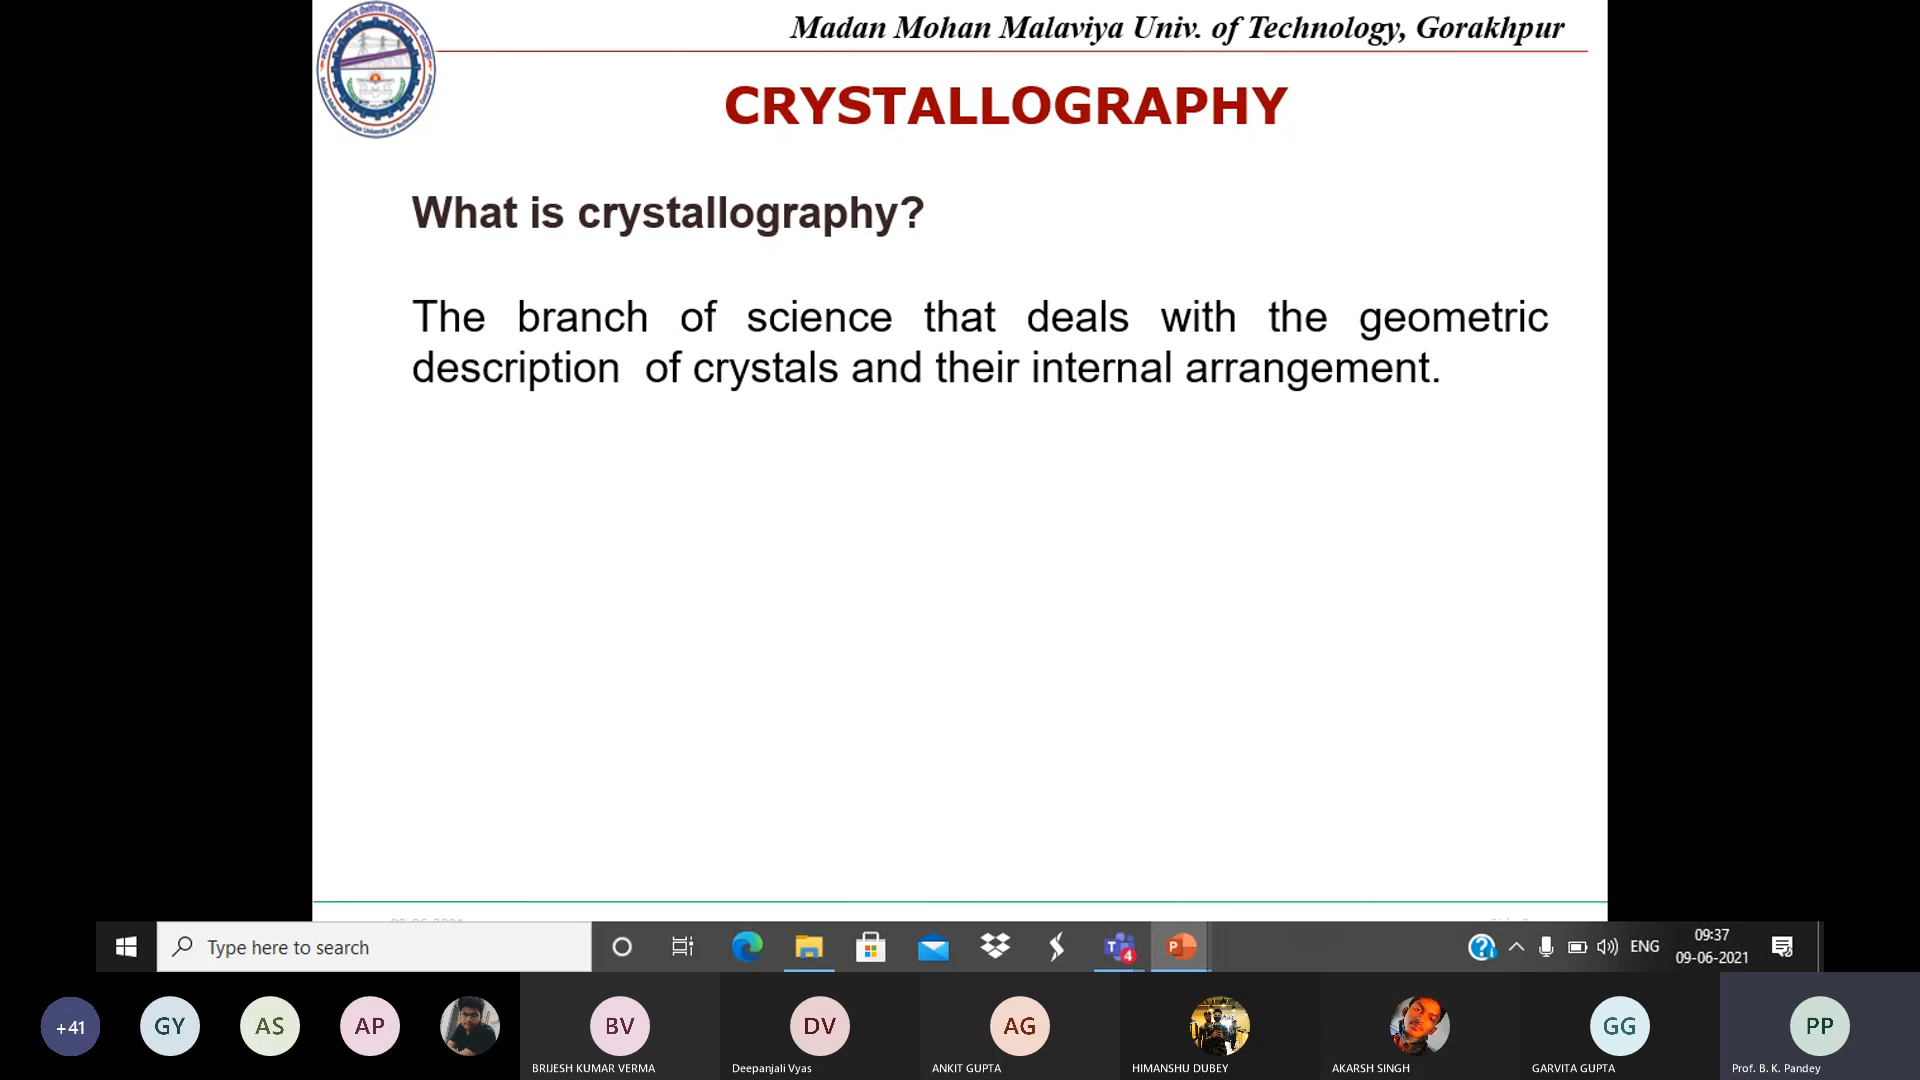 Madan Mohan Malaviya Univ. of Technology, Gorakhpur
CRYSTALLOGRAPHY
What is crystallography?
The branch of science that deals with the geometric
description of crystals and their internal arrangement.
Type here to search
4
P
ENG
09:37
09-06-2021
+41
GY
AS
AP
BV
DV
AG
GG
PP
BRIJESH KUMAR VERMA
Deepanjali Vyas
ANKIT GUPTA
HIMANSHU DUBEY
AKARSH SINGH
GARVITA GUPTA
Prof. B. K. Pandey